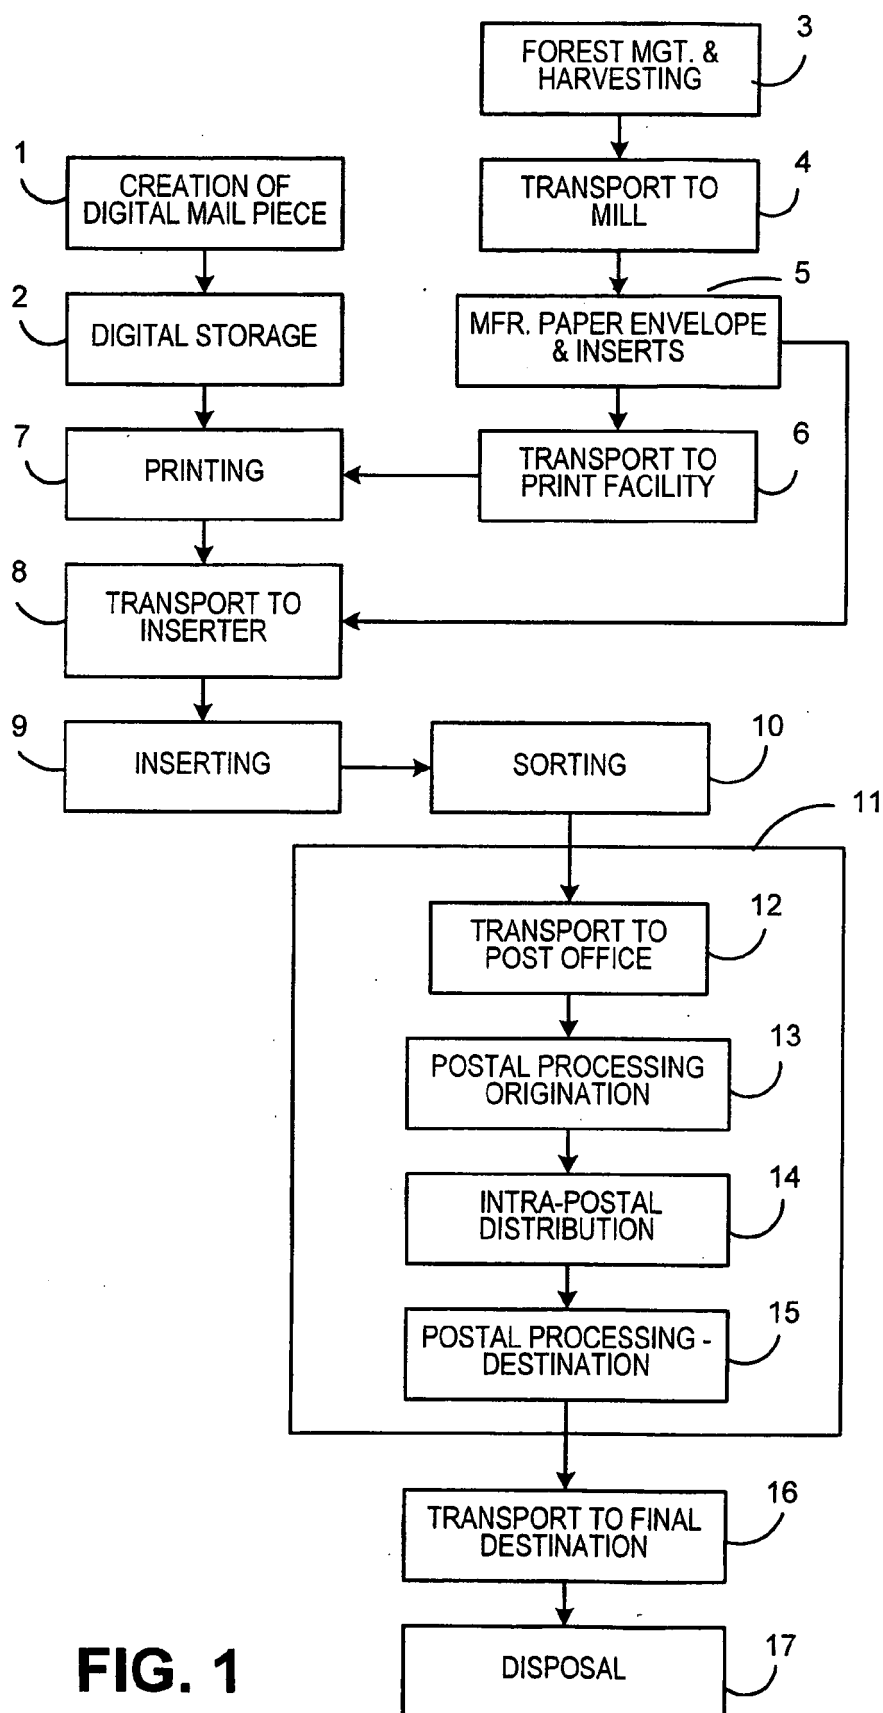 3
FOREST MGT. &
HARVESTING
1
CREATION OF
DIGITAL MAIL PIECE
4
TRANSPORT TO
MILL
2
DIGITAL STORAGE
5
MFR. PAPER ENVELOPE
& INSERTS
7
PRINTING
6
TRANSPORT TO
PRINT FACILITY
8
TRANSPORT TO
INSERTER
9
INSERTING
10
SORTING
11
12
TRANSPORT TO
POST OFFICE
13
POSTAL PROCESSING
ORIGINATION
14
INTRA-POSTAL
DISTRIBUTION
15
POSTAL PROCESSING -
DESTINATION
16
TRANSPORT TO FINAL
DESTINATION
17
DISPOSAL
FIG. 1